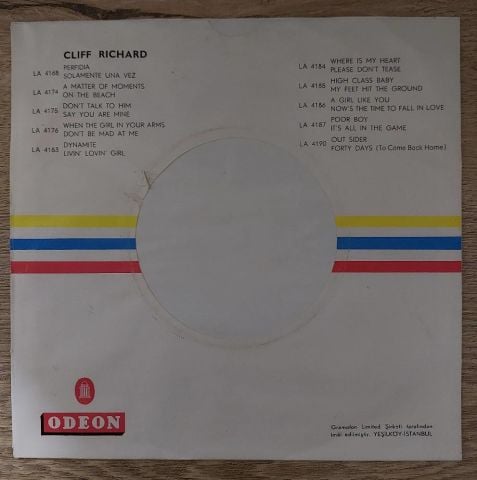 CLIFF RICHARD
PERFIDIA
LA 4168 SOLAMENTE UNA VEZ
A MATTER OF MOMENTS
LA 4174 ON THE BEACH
DON'T TALK TO HIM
LA 4175 SAY YOU ARE MINE
WHEN THE GIRL IN YOUR ARMS
LA 4176 DON'T BE MAD AT ME
DYNAMITE
LA 4183 LIVIN' LOVIN' GIRL
WHERE IS MY HEART
LA 4184 PLEASE DON'T TEASE
HIGH CLASS BABY
LA 4185 MY FEET HIT THE GROUND
A GIRL LIKE YOU
LA 4186 NOW'S THE TIME TO FALL IN LOVE
POOR BOY
LA 4187 IT'S ALL IN THE GAME
OUT SIDER
LA 4190 FORTY DAYS (To Come Back Home)
ODEON
Gramofon Limited Şirketi tarafından
imâl edilmiştir. YEŞİLKÖY-İSTANBUL